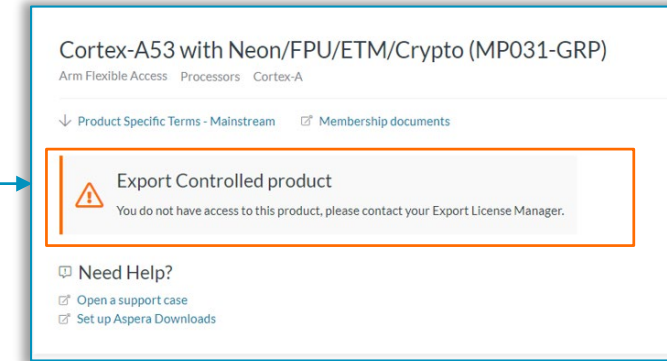 Cortex-A53 with Neon/FPU/ETM/Crypto (MP031-GRP)
Arm Flexible Access Processors Cortex-A
Product Specific Terms - Mainstream Membership documents
Export Controlled product
You do not have access to this product, please contact your Export License Manager.
Need Help?
Open a support case
Set up Aspera Downloads